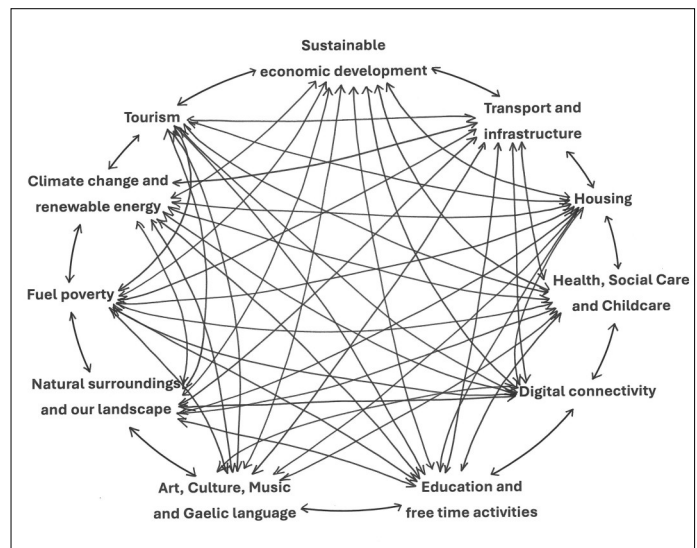 Sustainable
economic development
Transport and
infrastructure
Tourism
Climate change and
renewable energy
Housing
Fuel poverty
Health, Social Care
and Childcare
Natural surroundings
and our landscape
Digital connectivity
Art, Culture, Music
and Gaelic language
Education and
free time activities